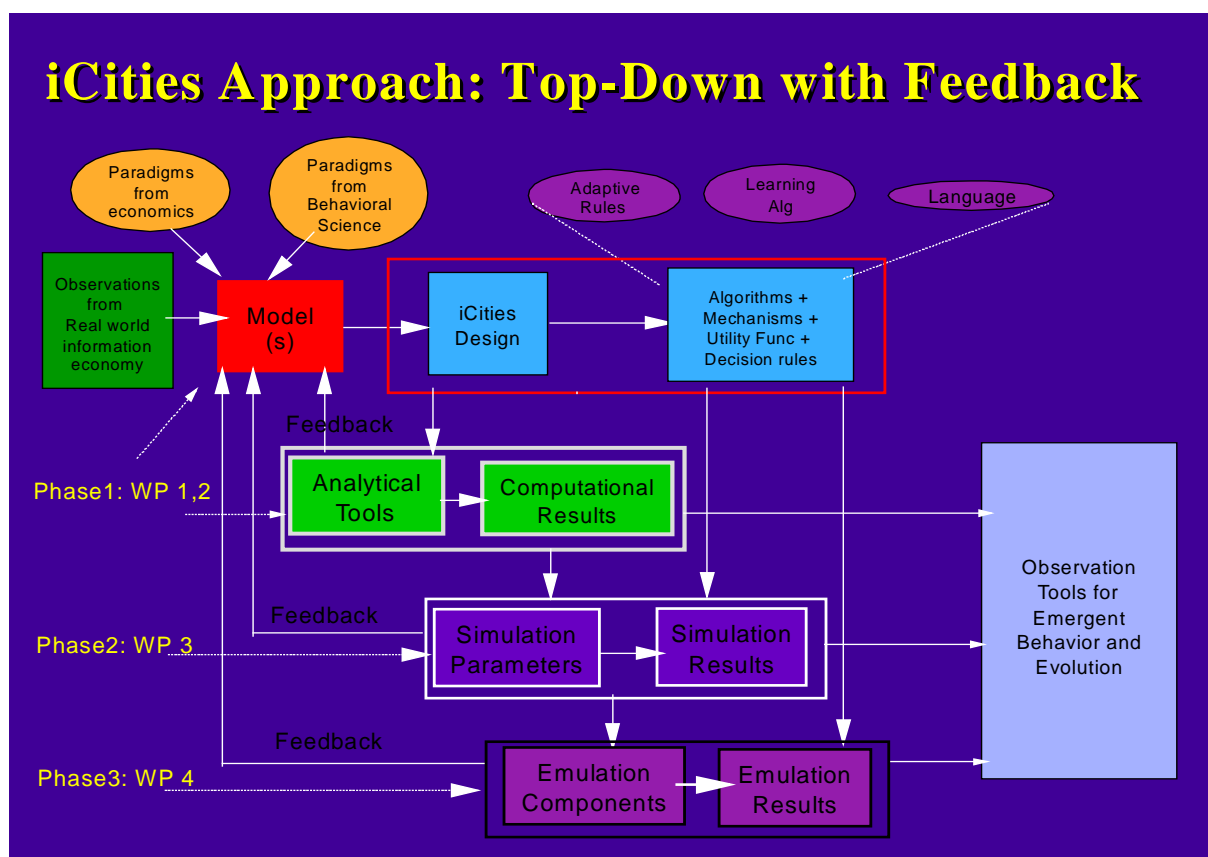 iCities Approach: Top-Down with Feedback
Paradigms
from
economics
Paradigms
from
Behavioral
Science
Adaptive
Rules
Learning
Alg
Language
Observations
from
Real world
information
economy
Model
(s)
iCities
Design
Algorithms +
Mechanisms +
Utility Func +
Decision rules
Feedback
Phase1: WP 1,2
Analytical
Tools
Computational
Results
Observation
Tools for
Emergent
Behavior and
Evolution
Feedback
Phase2: WP 3
Simulation
Parameters
Simulation
Results
Feedback
Phase3: WP 4
Emulation
Components
Emulation
Results